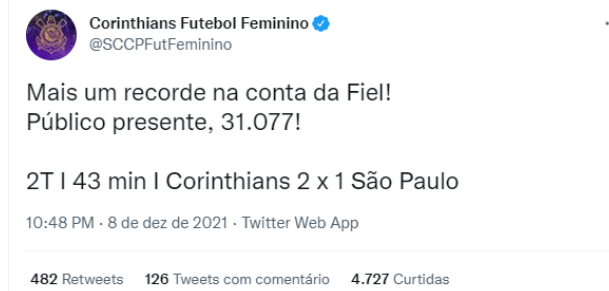 Corinthians Futebol Feminino
@SCCPFutFeminino
Mais um recorde na conta da Fiel!
Público presente, 31.077!
2T I 43 min I Corinthians 2 x 1 São Paulo
10:48 PM · 8 de dez de 2021 · Twitter Web App
482 Retweets 126 Tweets com comentário 4.727 Curtidas